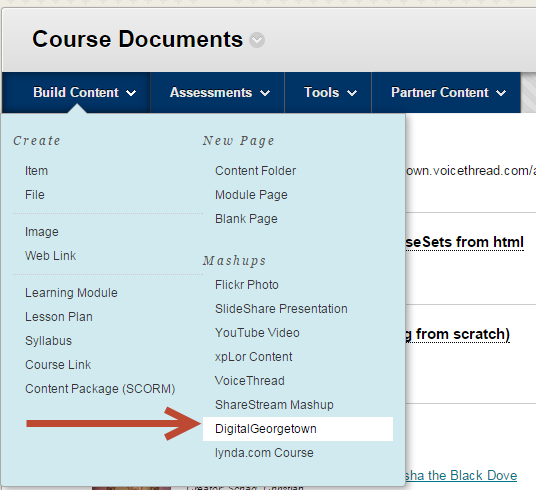 Course Documents
Build Content
Assessments
Tools
Partner Content
Create
Item
File
Image
Web Link
Learning Module
Lesson Plan
Syllabus
Course Link
Content Package (SCORM)
New Page
Content Folder
Module Page
Blank Page
Mashups
Flickr Photo
SlideShare Presentation
YouTube Video
xpLor Content
VoiceThread
ShareStream Mashup
DigitalGeorgetown
lynda.com Course
own.voicethread.com/a
seSets from html
g from scratch)
sha the Black Dove
Creator: Schad, Christian